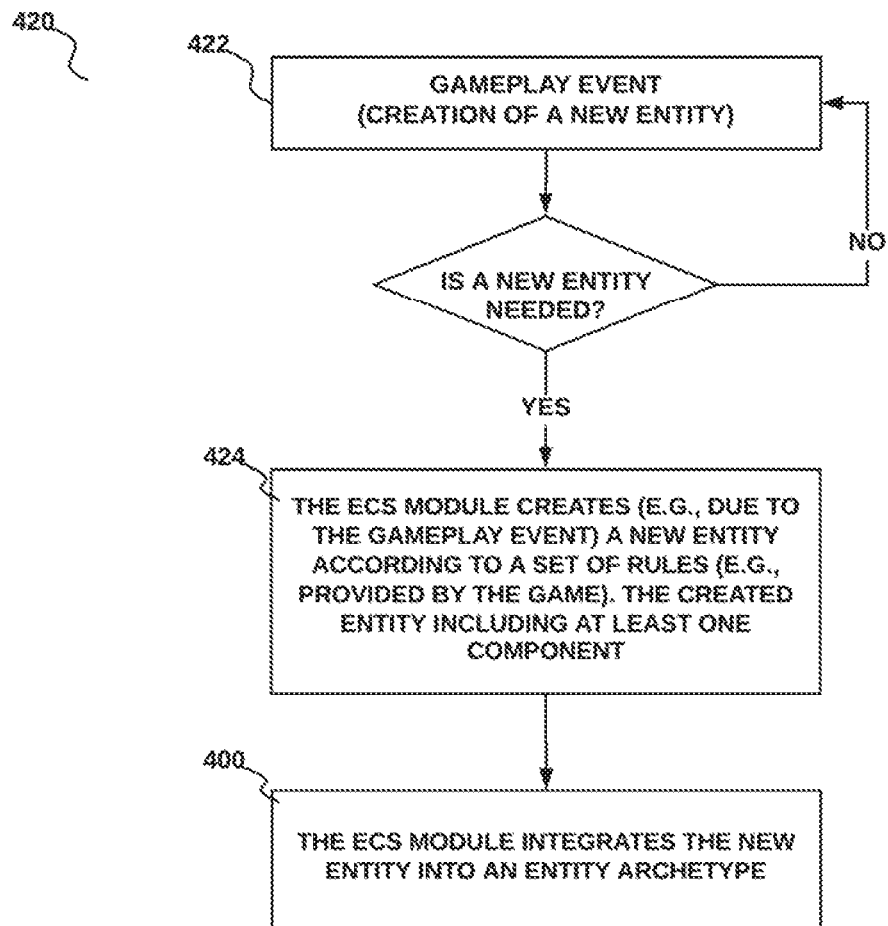 420
422
GAMEPLAY EVENT
(CREATION OF A NEW ENTITY)
NO
IS A NEW ENTITY
NEEDED?
YES
424
THE ECS MODULE CREATES (E.G., DUE TO
THE GAMEPLAY EVENT) A NEW ENTITY
ACCORDING TO A SET OF RULES (E.G.,
PROVIDED BY THE GAME). THE CREATED
ENTITY INCLUDING AT LEAST ONE
COMPONENT
400
THE ECS MODULE INTEGRATES THE NEW
ENTITY INTO AN ENTITY ARCHETYPE